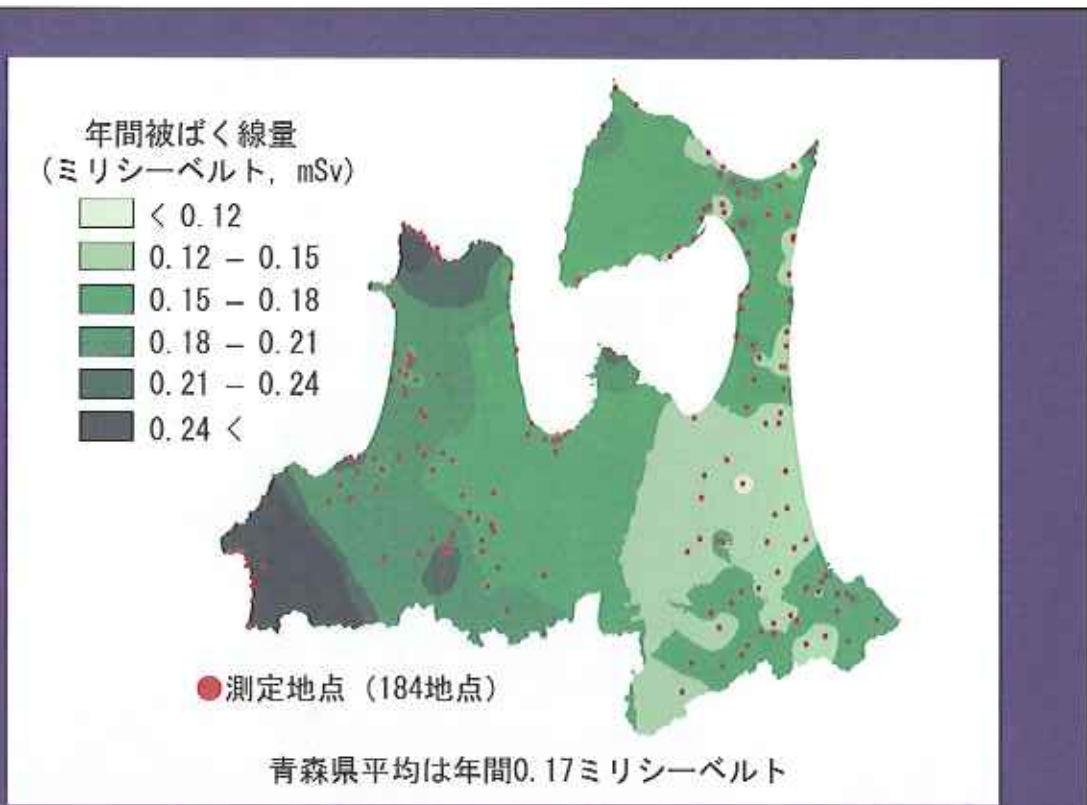 年間被ばく線量
(ミリシーベルト, mSv)
< 0.12
0.12 - 0.15
0.15 - 0.18
0.18 - 0.21
0.21 - 0.24
0.24 <
測定地点 (184地点)
青森県平均は年間0.17ミリシーベルト